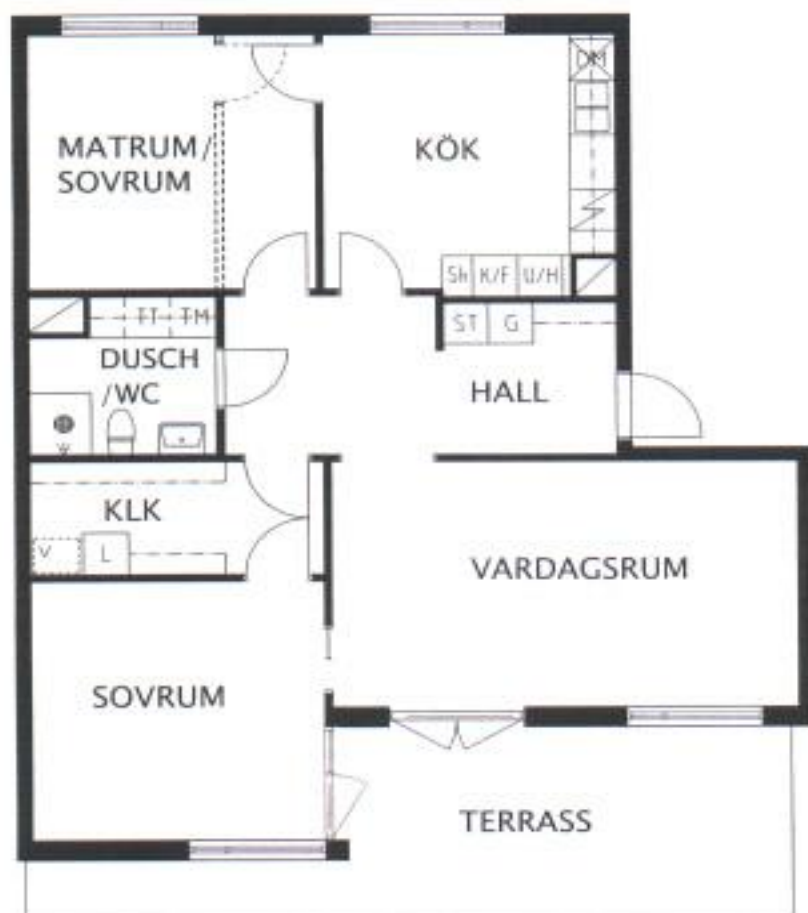 DM
MATRUM/
SOVRUM
KÖK
Sk K/F U/H
TT TM
ST G
DUSCH
/WC
HALL
KLK
V L
VARDAGSRUM
SOVRUM
TERRASS